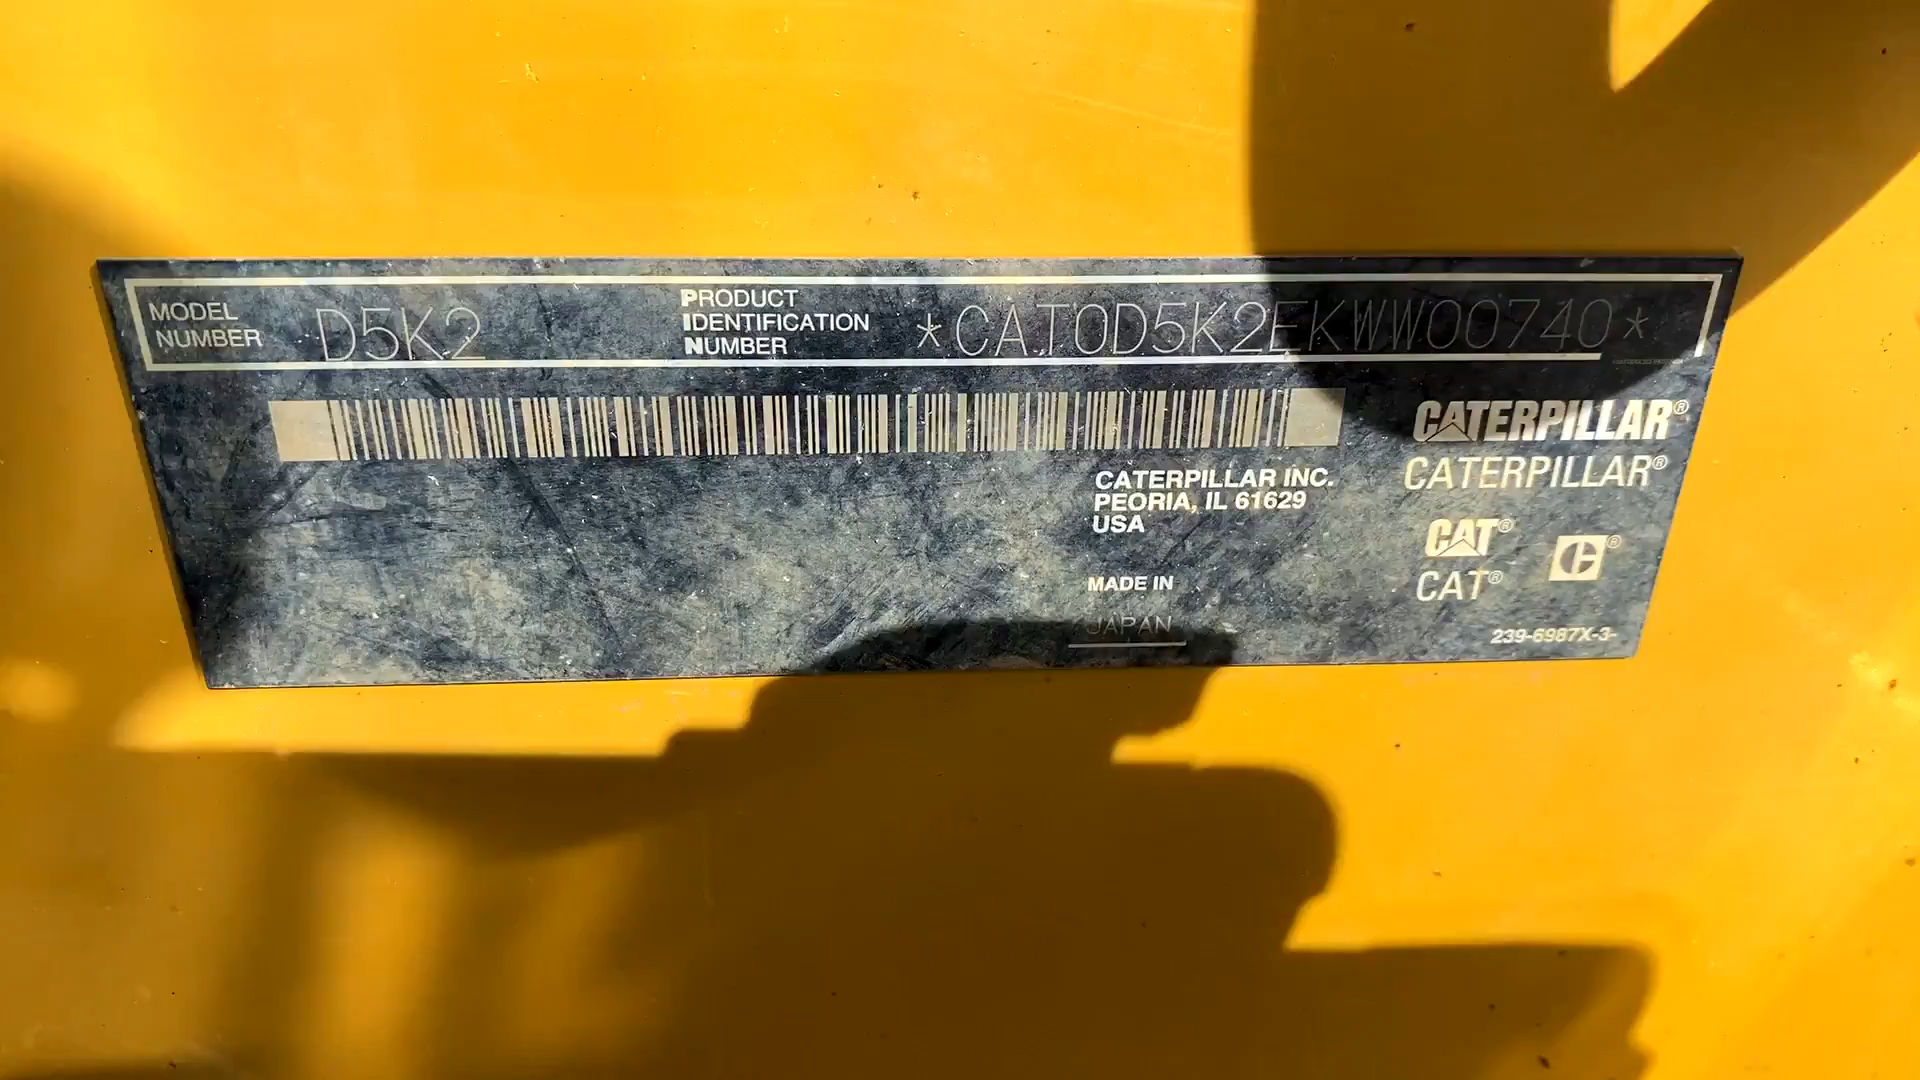 MODEL
NUMBER
D5K2
PRODUCT
IDENTIFICATION
NUMBER
*CAT0D5K2EKWW00740*
CATERPILLAR®
CATERPILLAR®
CATERPILLAR INC.
PEORIA, IL 61629
USA
CAT®
CAT®
MADE IN
JAPAN
239-6987X-3-